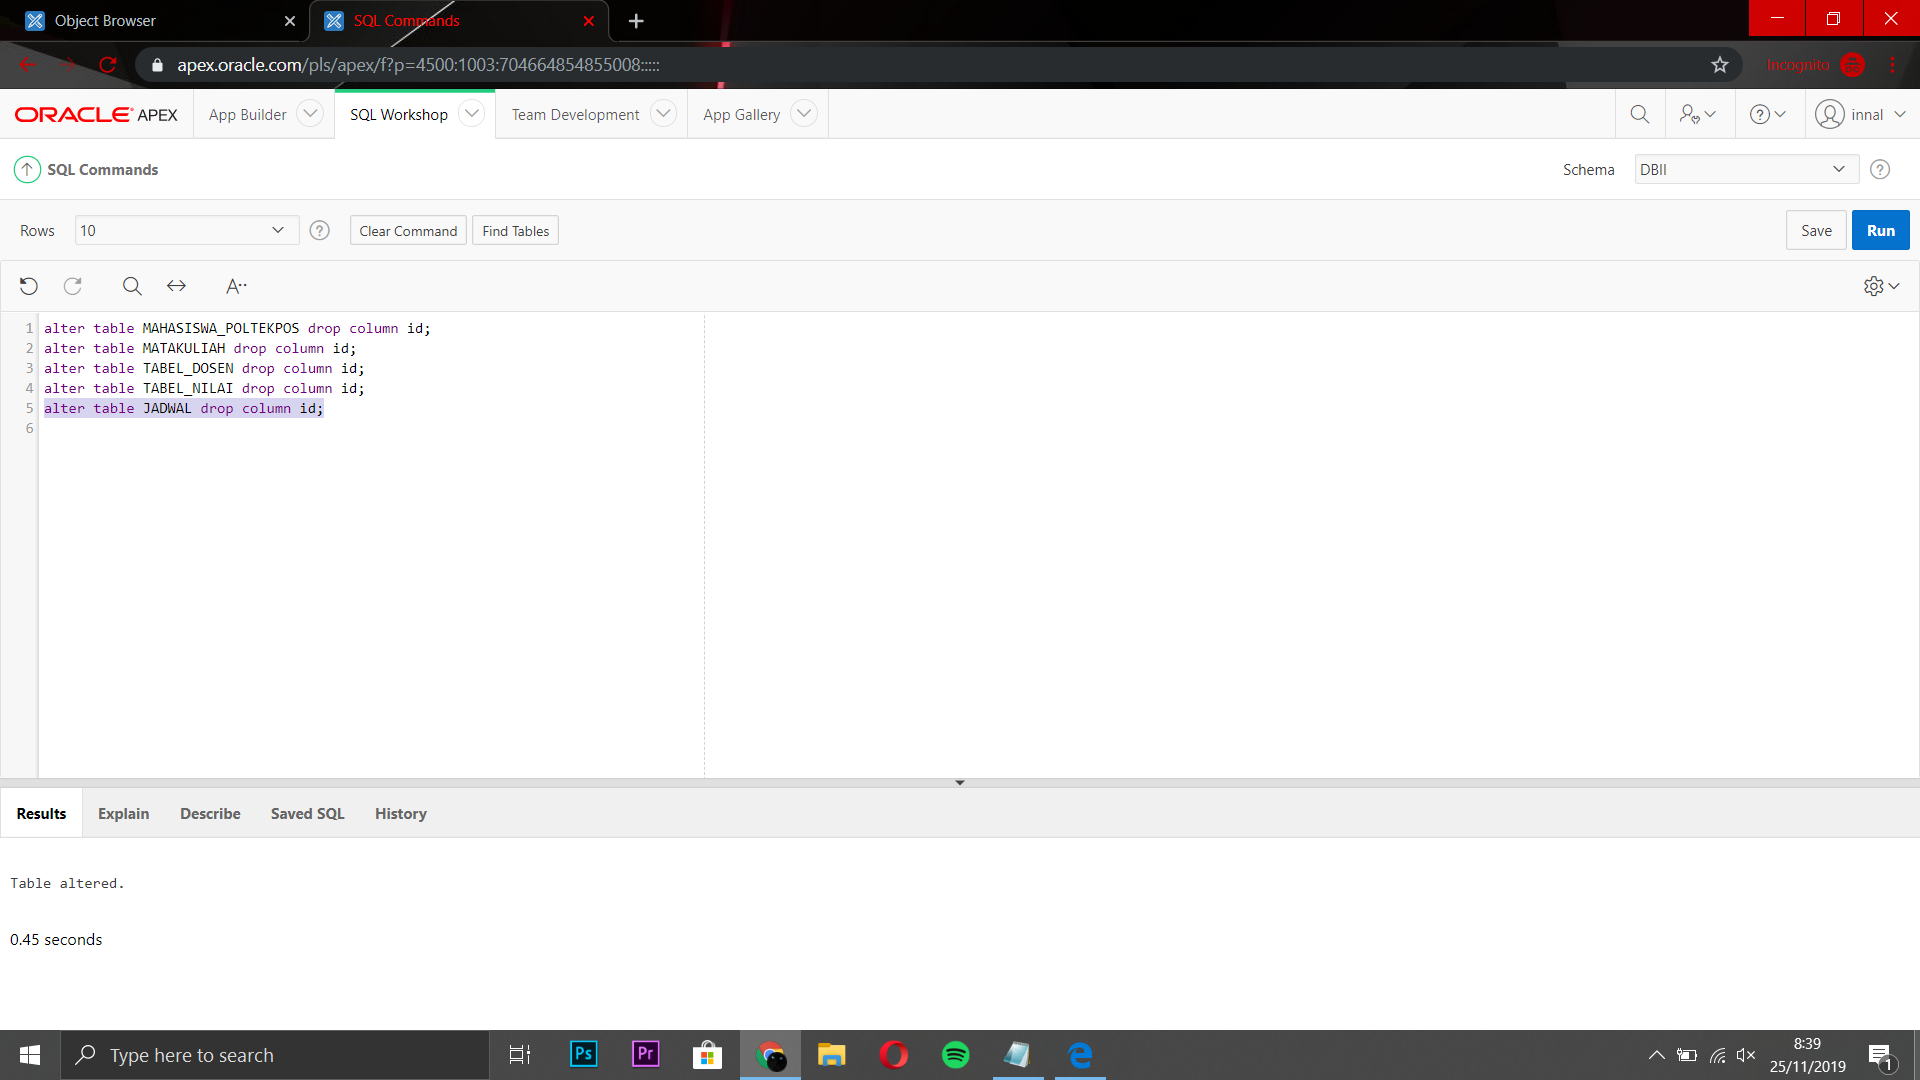 Object Browser
SQL Commands
apex.oracle.com/pls/apex/f?p=4500:1003:704664854855008:::::
Incognito
ORACLE APEX
App Builder
SQL Workshop
Team Development
App Gallery
innal
SQL Commands
Schema
DBII
Rows
10
Clear Command
Find Tables
Save
Run
A
1 alter table MAHASISWA_POLTEKPOS drop column id;
2 alter table MATAKULIAH drop column id;
3 alter table TABEL_DOSEN drop column id;
4 alter table TABEL_NILAI drop column id;
5 alter table JADWAL drop column id;
6
Results
Explain
Describe
Saved SQL
History
Table altered.
0.45 seconds
Type here to search
Ps
Pr
8:39
25/11/2019
1